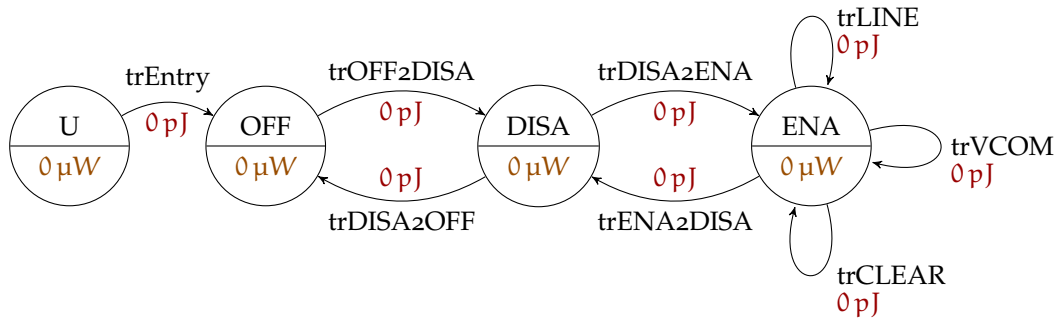 trEntry
0 pJ
trOFF2DISA
0 pJ
trDISA2ENA
0 pJ
trLINE
0 pJ
U
0 µW
OFF
0 µW
DISA
0 µW
ENA
0 µW
trVCOM
0 pJ
0 pJ
trDISA2OFF
0 pJ
trENA2DISA
trCLEAR
0 pJ